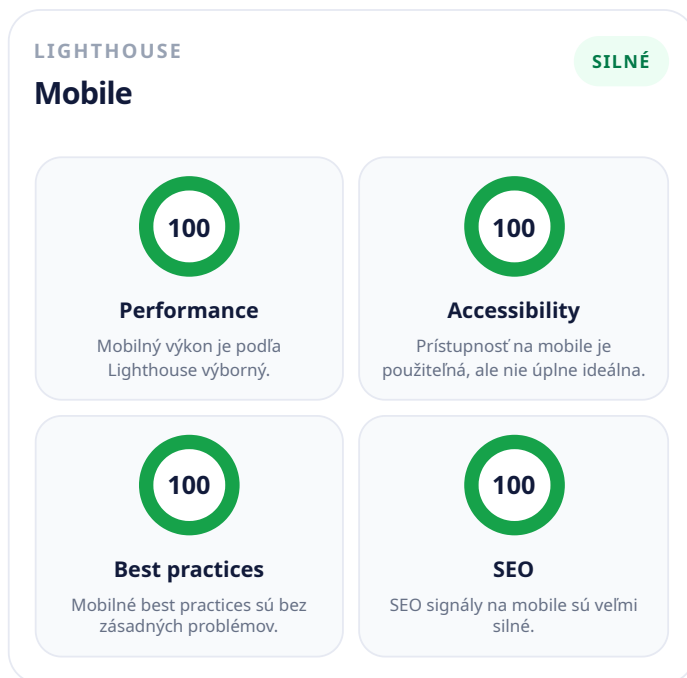 LIGHTHOUSE
SILNÉ
Mobile
100
Performance
Mobilný výkon je podľa
Lighthouse výborný.
100
Accessibility
Prístupnosť na mobile je
použiteľná, ale nie úplne ideálna.
100
Best practices
Mobilné best practices sú bez
zásadných problémov.
100
SEO
SEO signály na mobile sú veľmi
silné.